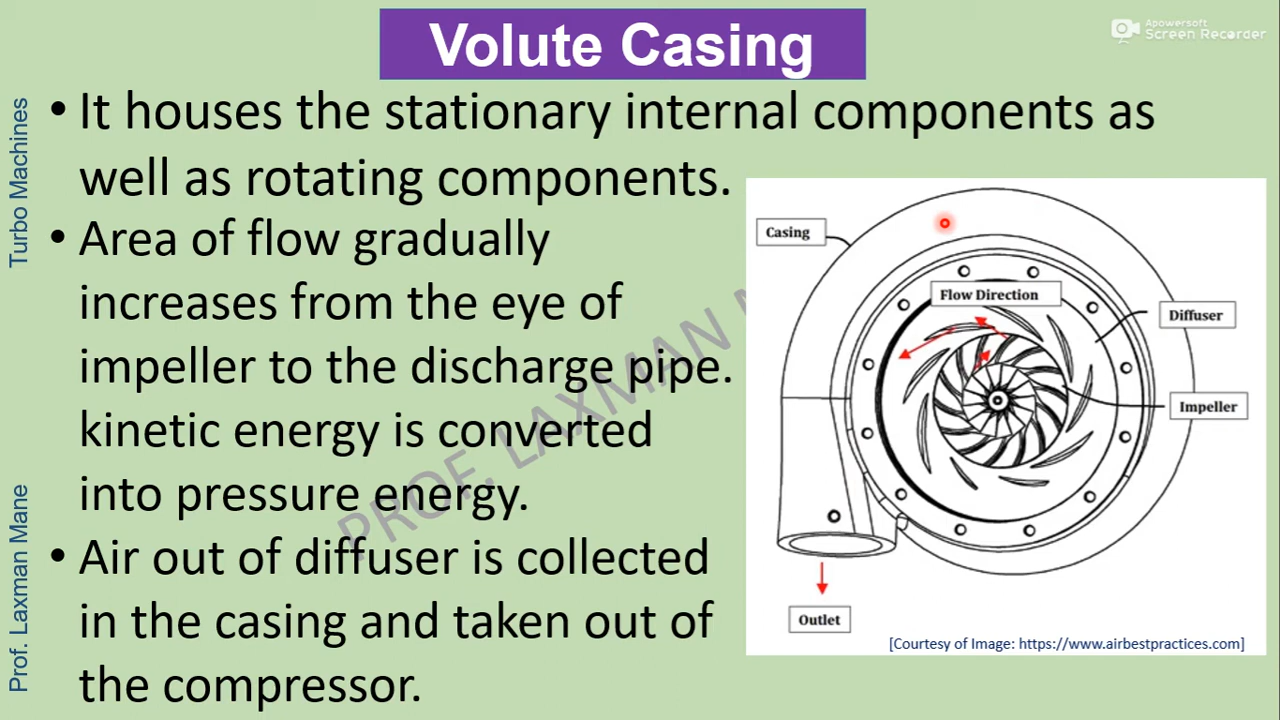 Volute Casing
Apowersoft
Screen Recorder
Turbo Machines
Prof. Laxman Mane
• It houses the stationary internal components as
well as rotating components.
• Area of flow gradually
increases from the eye of
impeller to the discharge pipe.
kinetic energy is converted
into pressure energy.
• Air out of diffuser is collected
in the casing and taken out of
the compressor.
PROF. LAXMAN M
Casing
Flow Direction
Diffuser
Impeller
Outlet
[Courtesy of Image: https://www.airbestpractices.com]